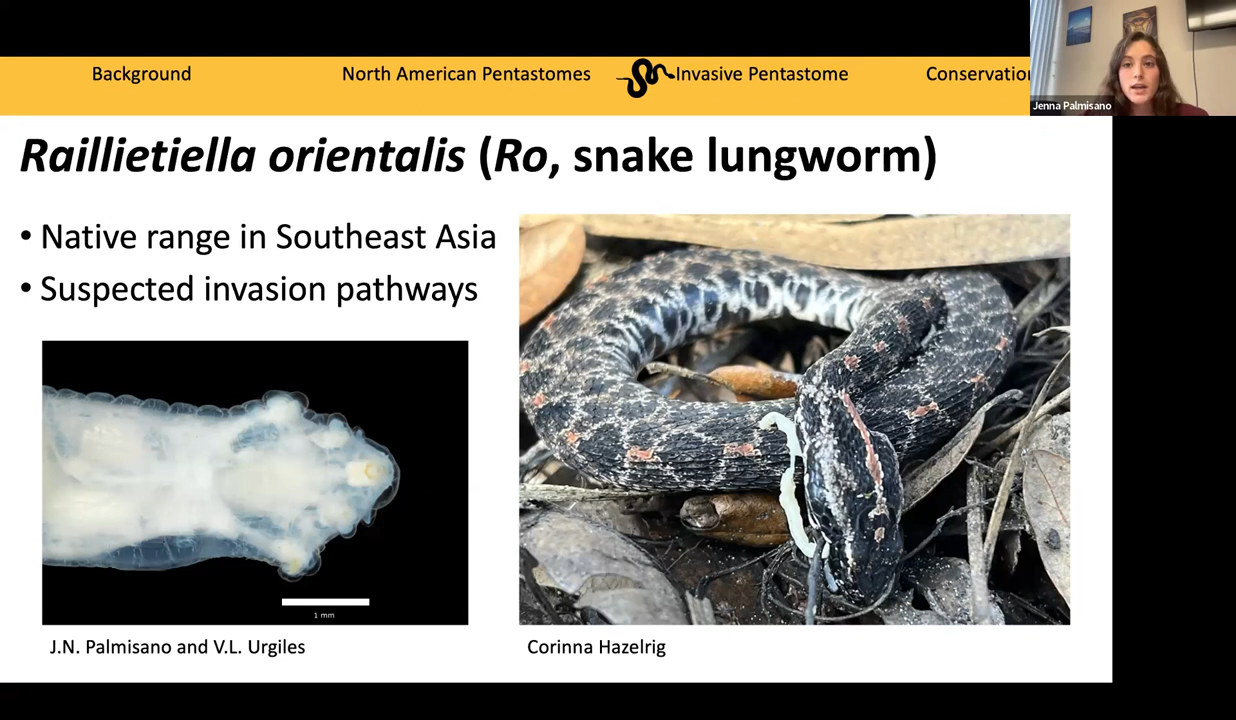 Background North American Pentastomes Invasive Pentastome Conservation
Jenna Palmisano
Raillietiella orientalis (Ro, snake lungworm)
• Native range in Southeast Asia
• Suspected invasion pathways
1 mm
J.N. Palmisano and V.L. Urgiles
Corinna Hazelrig